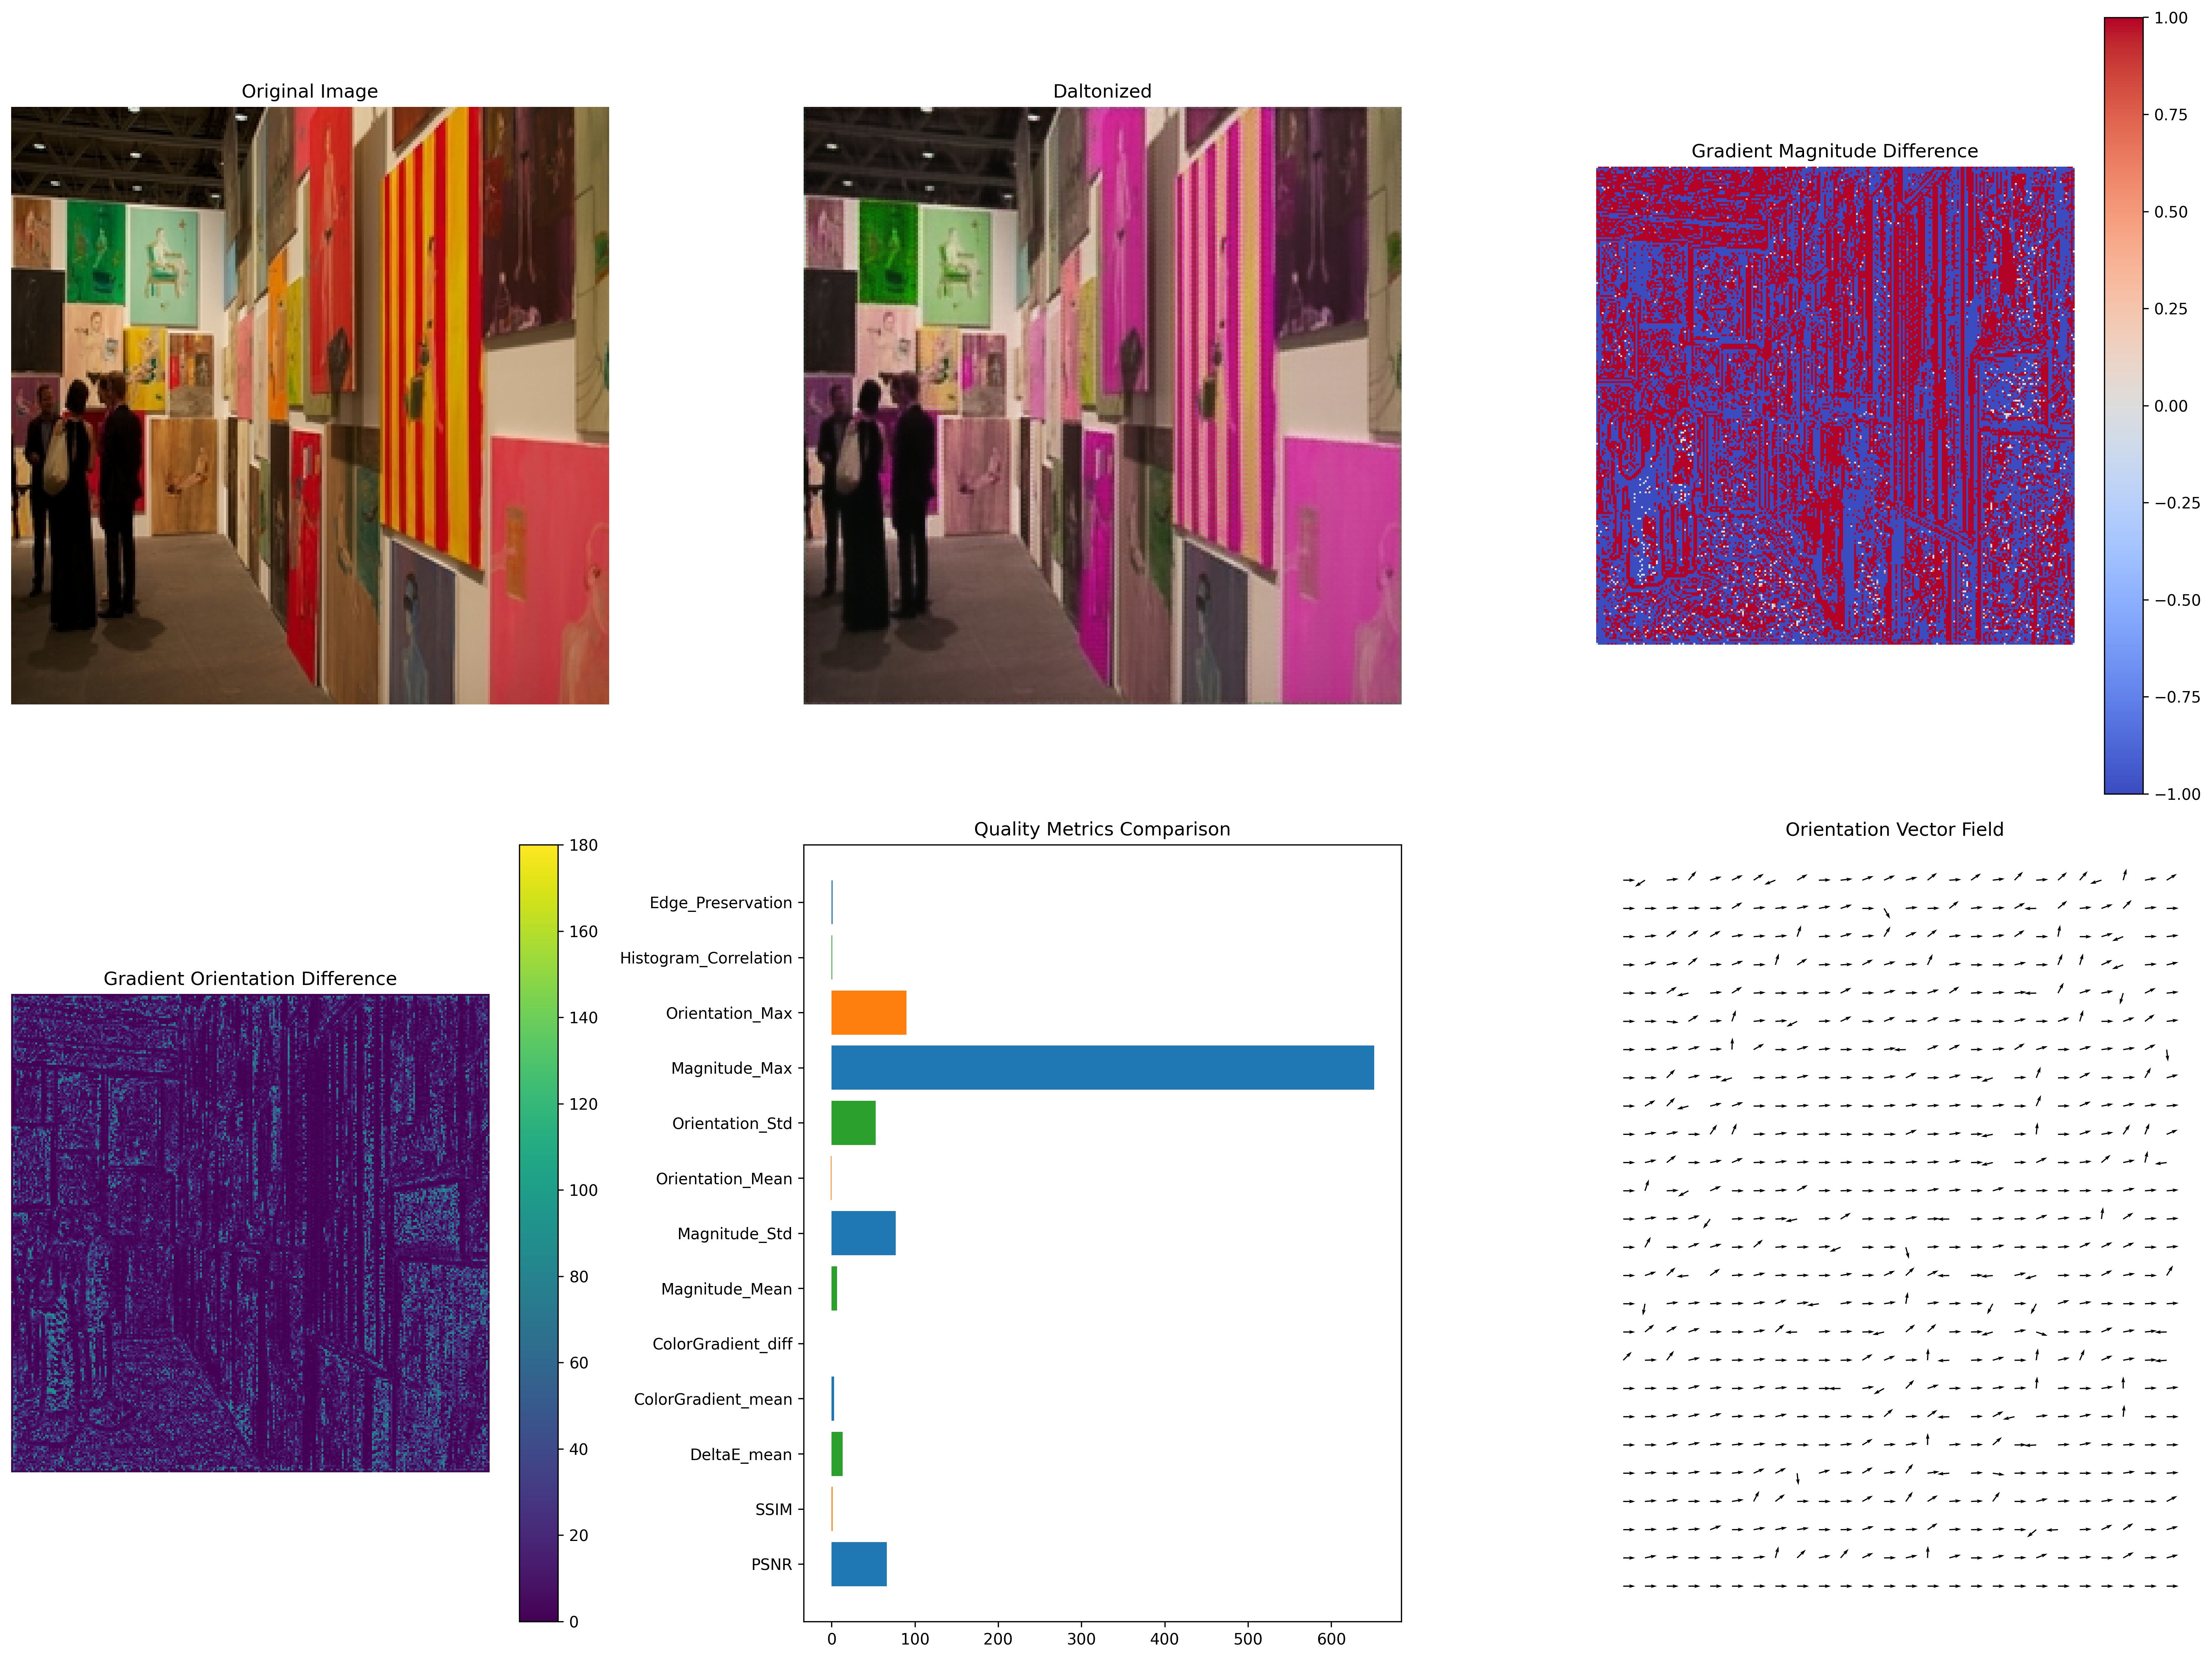 Original Image
Daltonized
Gradient Magnitude Difference
1.00
0.75
0.50
0.25
0.00
−0.25
−0.50
−0.75
−1.00
Gradient Orientation Difference
180
160
140
120
100
80
60
40
20
0
Quality Metrics Comparison
Edge_Preservation
Histogram_Correlation
Orientation_Max
Magnitude_Max
Orientation_Std
Orientation_Mean
Magnitude_Std
Magnitude_Mean
ColorGradient_diff
ColorGradient_mean
DeltaE_mean
SSIM
PSNR
0 100 200 300 400 500 600
Orientation Vector Field